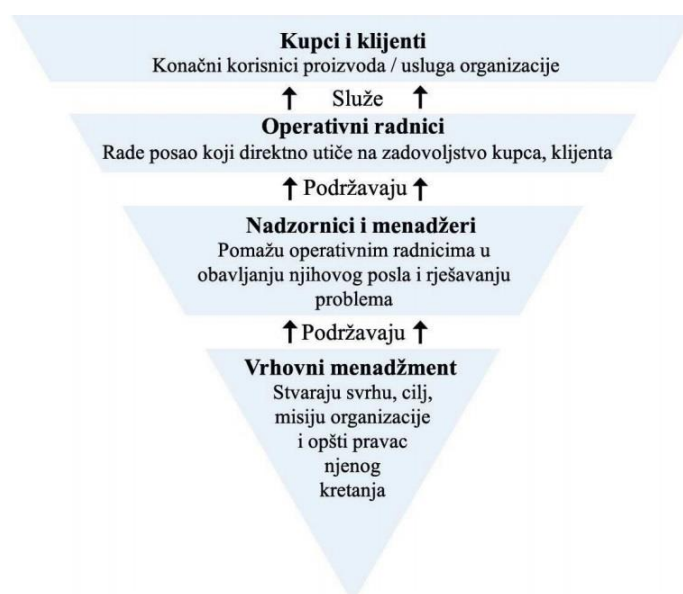 Kupci i klijenti
Konačni korisnici proizvoda / usluga organizacije
Služe
Operativni radnici
Rade posao koji direktno utiče na zadovoljstvo kupca, klijenta
Podržavaju
Nadzornici i menadžeri
Pomažu operativnim radnicima u
obavljanju njihovog posla i rješavanju
problema
Podržavaju
Vrhovni menadžment
Stvaraju svrhu, cilj,
misiju organizacije
i opšti pravac
njenog
kretanja